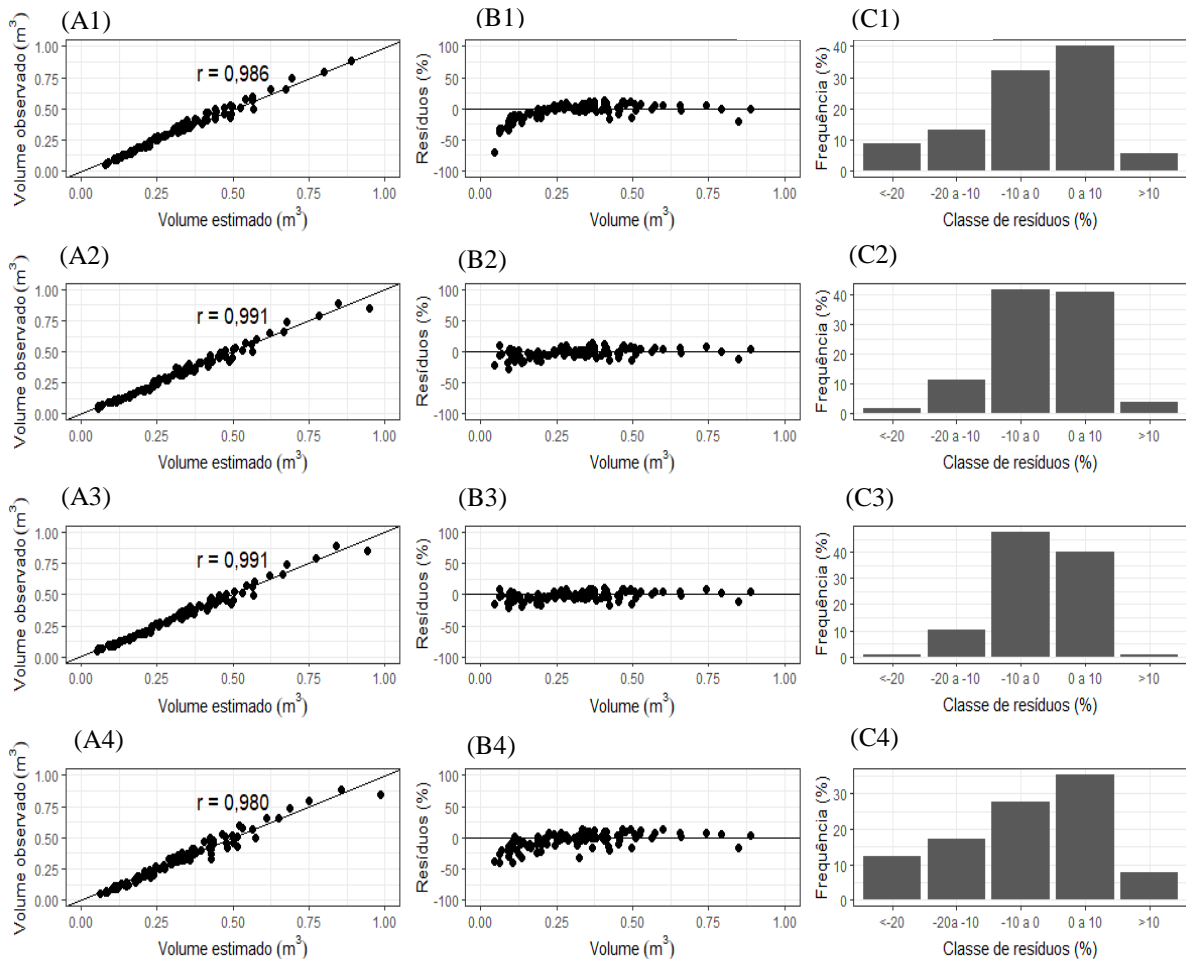 (A1)
Volume observado (m³)
1.00
0.75
0.50
0.25
0.00
r = 0,986
0.00 0.25 0.50 0.75 1.00
Volume estimado (m³)
(B1)
Resíduos (%)
100
50
0
-50
-100
0.00 0.25 0.50 0.75 1.00
Volume (m³)
(C1)
Frequência (%)
40
30
20
10
0
<-20 -20 a -10 -10 a 0 0 a 10 >10
Classe de resíduos (%)
(A2)
Volume observado (m³)
1.00
0.75
0.50
0.25
0.00
r = 0,991
0.00 0.25 0.50 0.75 1.00
Volume estimado (m³)
(B2)
Resíduos (%)
100
50
0
-50
-100
0.00 0.25 0.50 0.75 1.00
Volume (m³)
(C2)
Frequência (%)
40
30
20
10
0
<-20 -20 a -10 -10 a 0 0 a 10 >10
Classe de resíduos (%)
(A3)
Volume observado (m³)
1.00
0.75
0.50
0.25
0.00
r = 0,991
0.00 0.25 0.50 0.75 1.00
Volume estimado (m³)
(B3)
Resíduos (%)
100
50
0
-50
-100
0.00 0.25 0.50 0.75 1.00
Volume (m³)
(C3)
Frequência (%)
40
30
20
10
0
<-20 -20 a -10 -10 a 0 0 a 10 >10
Classe de resíduos (%)
(A4)
Volume observado (m³)
1.00
0.75
0.50
0.25
0.00
r = 0,980
0.00 0.25 0.50 0.75 1.00
Volume estimado (m³)
(B4)
Resíduos (%)
100
50
0
-50
-100
0.00 0.25 0.50 0.75 1.00
Volume (m³)
(C4)
Frequência (%)
30
20
10
0
<-20 -20 a -10 -10 a 0 0 a 10 >10
Classe de resíduos (%)